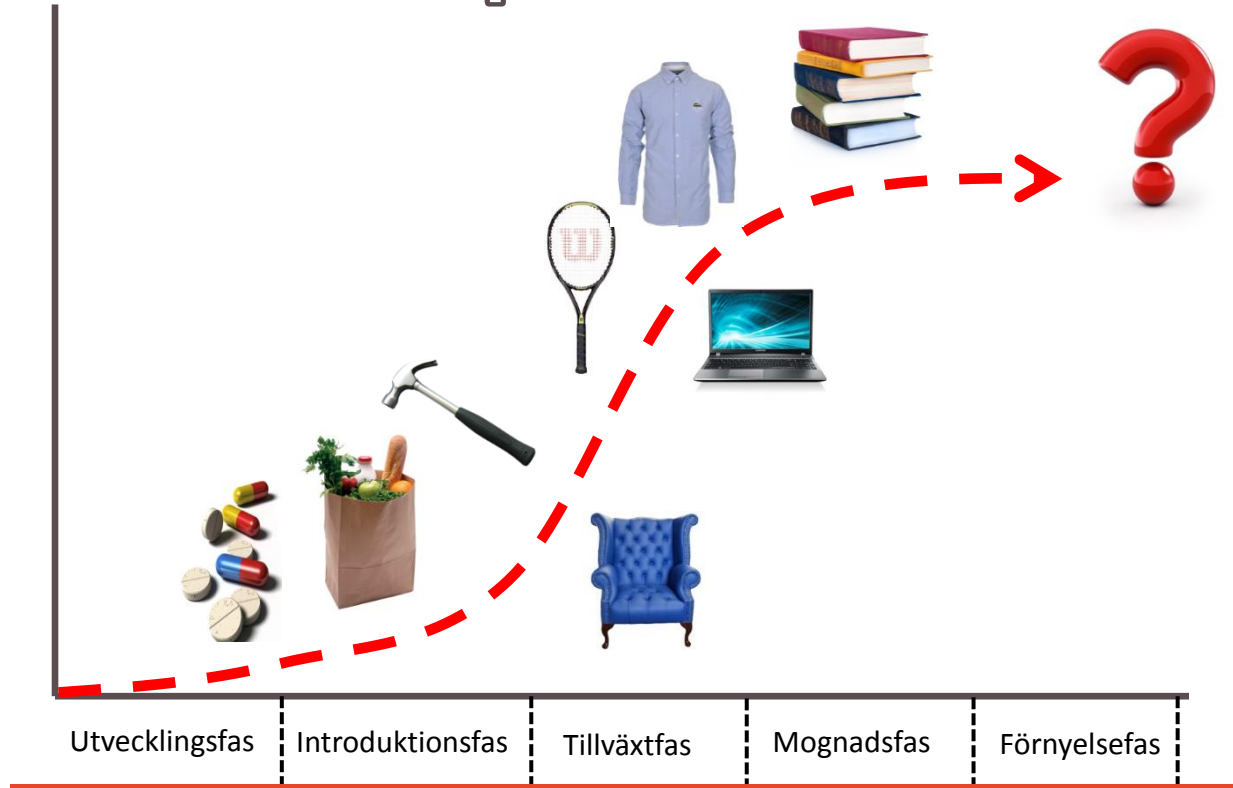 Utvecklingsfas
Introduktionsfas
Tillväxtfas
Mognadsfas
Förnyelsefas